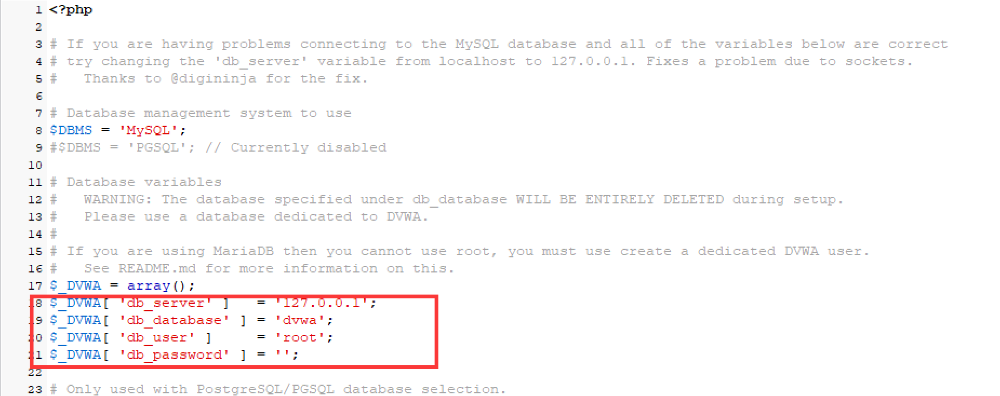 1 <?php
2
3 # If you are having problems connecting to the MySQL database and all of the variables below are correct
4 # try changing the 'db_server' variable from localhost to 127.0.0.1. Fixes a problem due to sockets.
5 #   Thanks to @digininja for the fix.
6
7 # Database management system to use
8 $DBMS = 'MySQL';
9 #$DBMS = 'PGSQL'; // Currently disabled
10
11 # Database variables
12 #   WARNING: The database specified under db_database WILL BE ENTIRELY DELETED during setup.
13 #   Please use a database dedicated to DVWA.
14 #
15 # If you are using MariaDB then you cannot use root, you must use create a dedicated DVWA user.
16 #   See README.md for more information on this.
17 $_DVWA = array();
18 $_DVWA[ 'db_server' ]   = '127.0.0.1';
19 $_DVWA[ 'db_database' ] = 'dvwa';
20 $_DVWA[ 'db_user' ]     = 'root';
21 $_DVWA[ 'db_password' ] = '';
22
23 # Only used with PostgreSQL/PGSQL database selection.